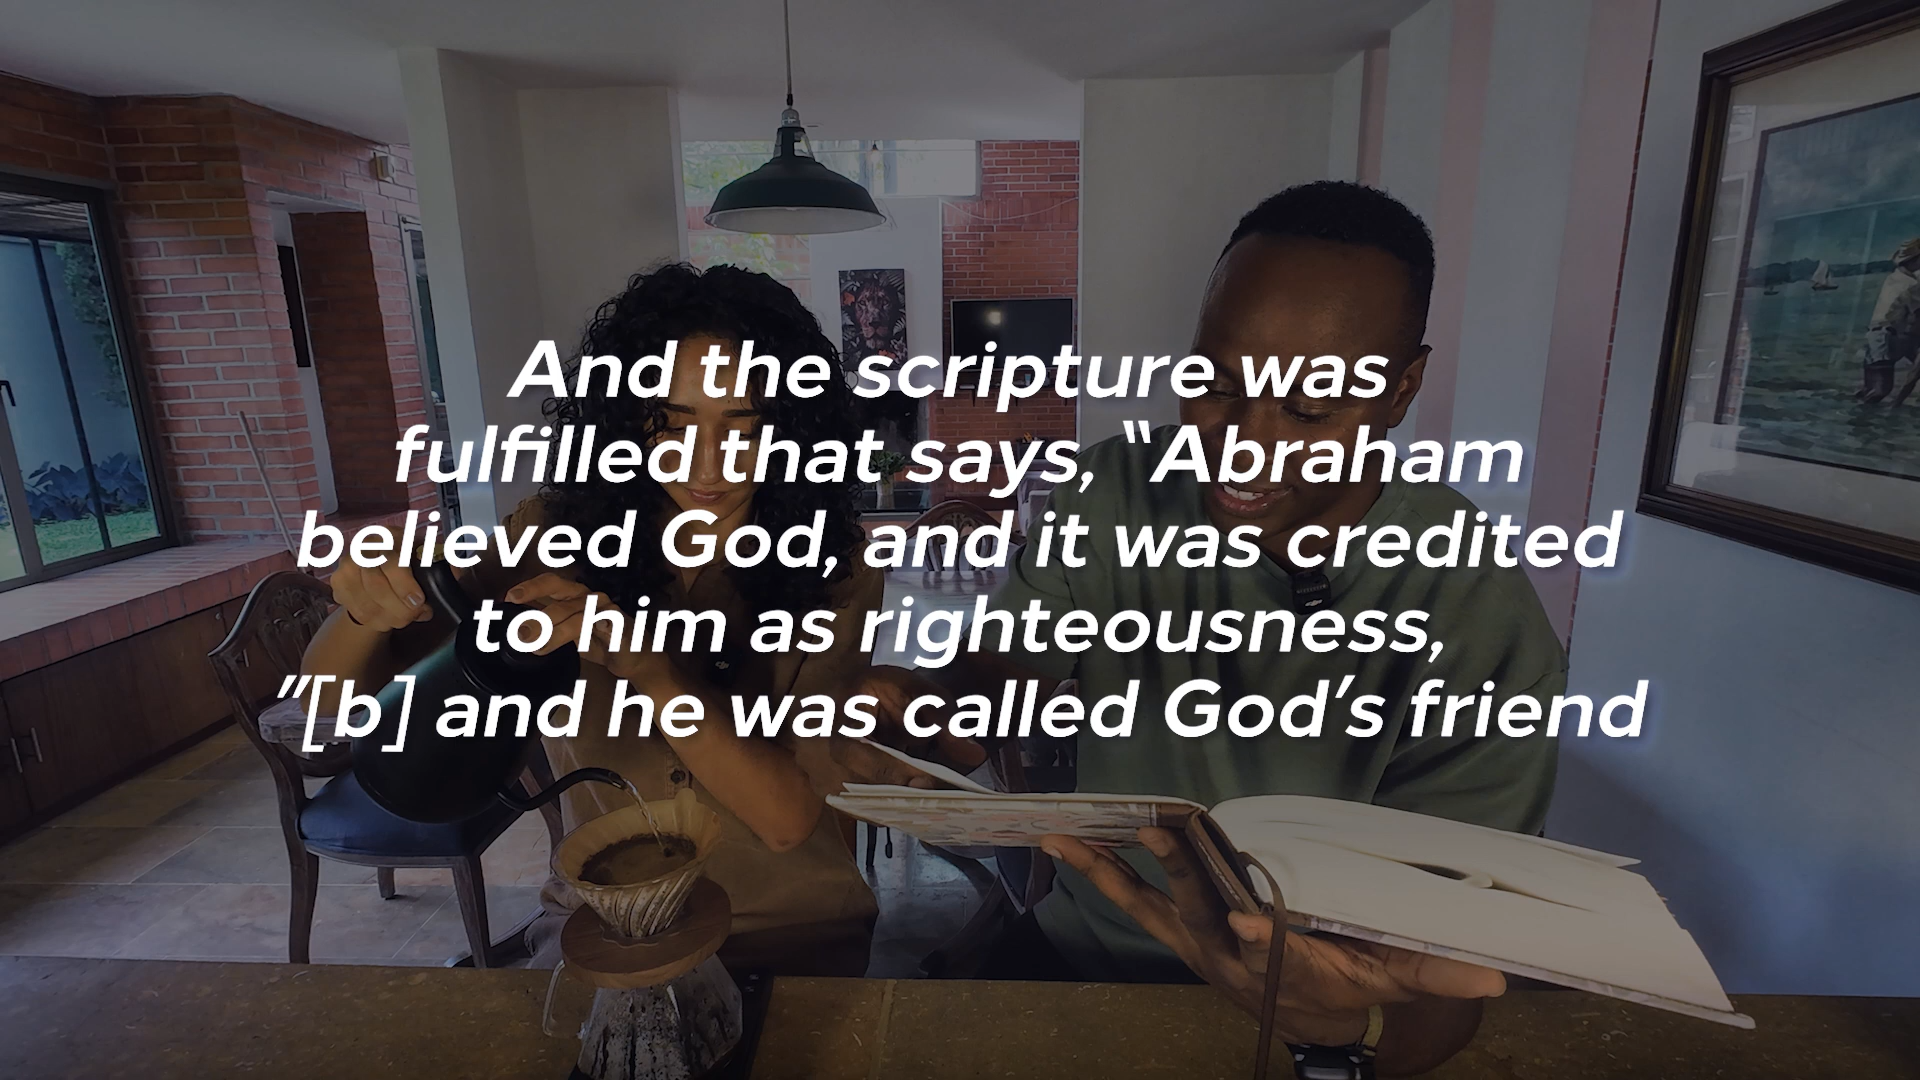 And the scripture was
fulfilled that says, “Abraham
believed God, and it was credited
to him as righteousness,
”[b] and he was called God’s friend